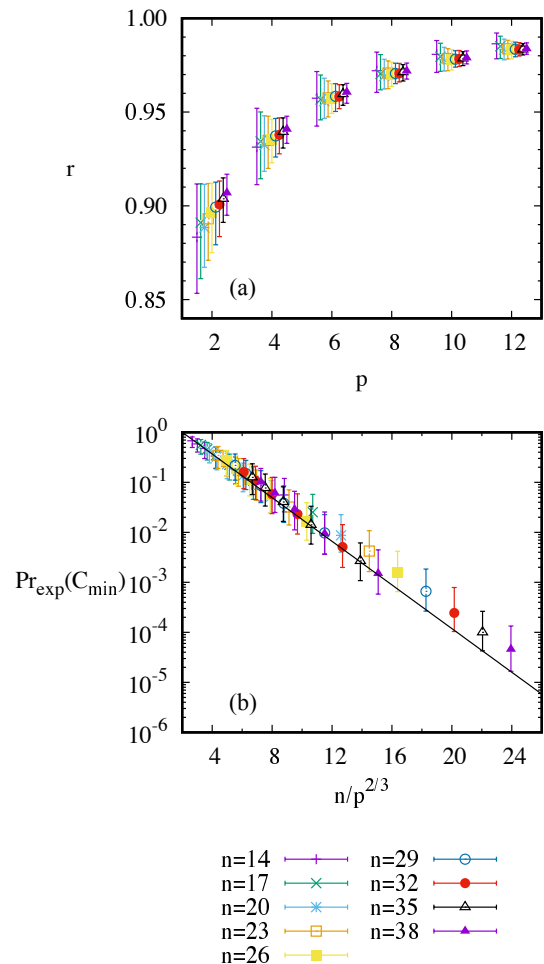 1.00
0.95
r
0.90
0.85
(a)
2 4 6 8 10 12
p
10^0
10^-1
10^-2
Pr_exp(C_min)
10^-3
10^-4
10^-5
10^-6
(b)
4 8 12 16 20 24
n/p^2/3
n=14 n=29
n=17 n=32
n=20 n=35
n=23 n=38
n=26